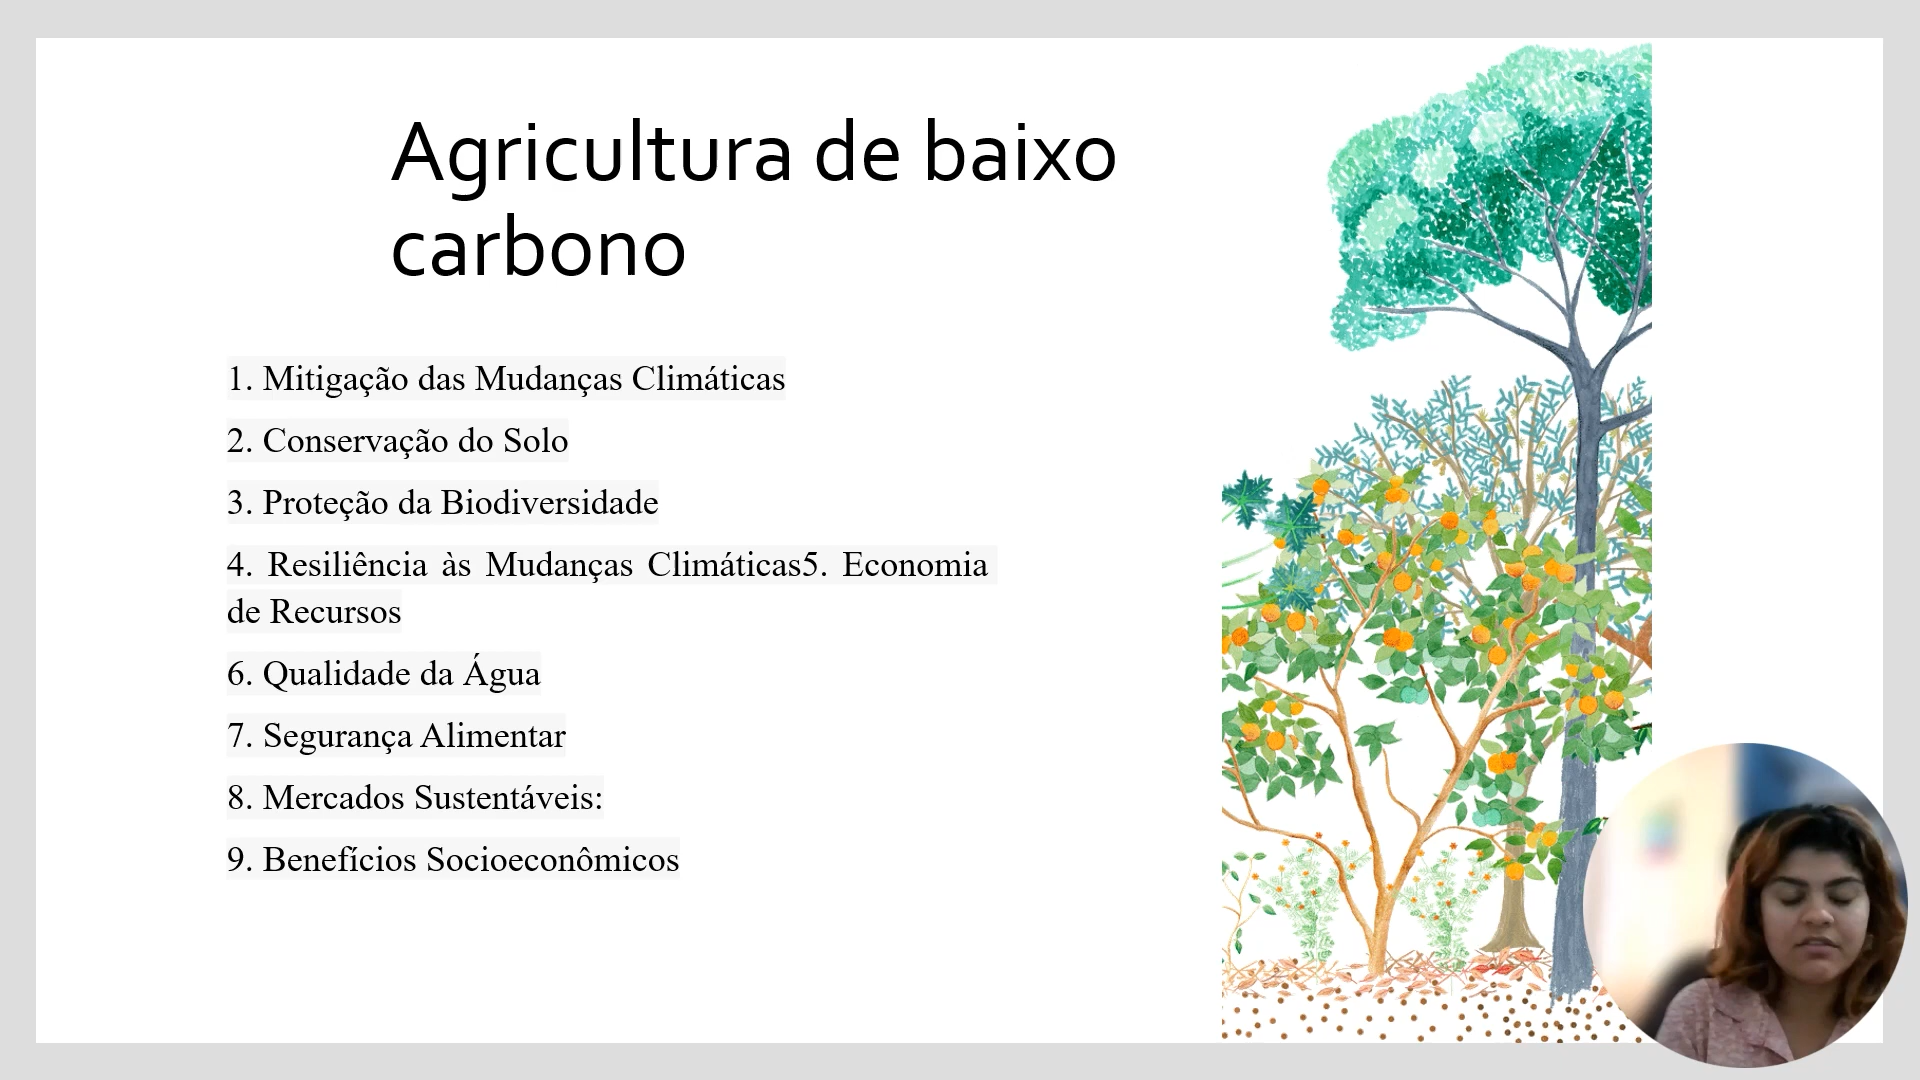 Agricultura de baixo
carbono
1. Mitigação das Mudanças Climáticas
2. Conservação do Solo
3. Proteção da Biodiversidade
4. Resiliência às Mudanças Climáticas5. Economia
de Recursos
6. Qualidade da Água
7. Segurança Alimentar
8. Mercados Sustentáveis:
9. Benefícios Socioeconômicos